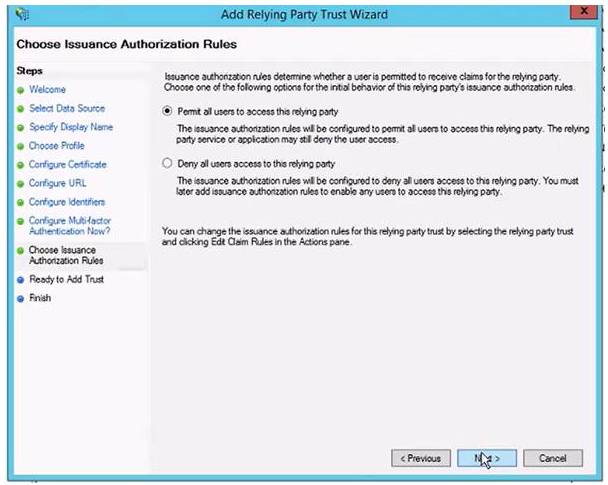 Add Relying Party Trust Wizard
x
Choose Issuance Authorization Rules
Steps
Welcome
Select Data Source
Specify Display Name
Choose Profile
Configure Certificate
Configure URL
Configure Identifiers
Configure Multi-factor
Authentication Now?
Choose Issuance
Authorization Rules
Ready to Add Trust
Finish
Issuance authorization rules determine whether a user is permitted to receive claims for the relying party.
Choose one of the following options for the initial behavior of this relying party's issuance authorization rules.
Permit all users to access this relying party
The issuance authorization rules will be configured to permit all users to access this relying party. The relying
party service or application may still deny the user access.
Deny all users access to this relying party
The issuance authorization rules will be configured to deny all users access to this relying party. You must
later add issuance authorization rules to enable any users to access this relying party.
You can change the issuance authorization rules for this relying party trust by selecting the relying party trust
and clicking Edit Claim Rules in the Actions pane.
< Previous
Next >
Cancel